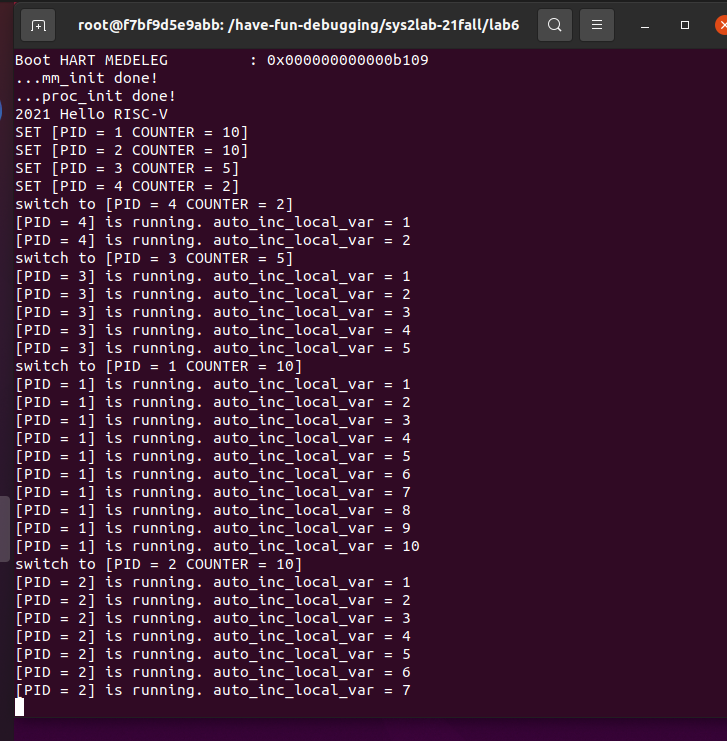 root@f7bf9d5e9abb: /have-fun-debugging/sys2lab-21fall/lab6
Boot HART MEDELEG         : 0x000000000000b109
...mm_init done!
...proc_init done!
2021 Hello RISC-V
SET [PID = 1 COUNTER = 10]
SET [PID = 2 COUNTER = 10]
SET [PID = 3 COUNTER = 5]
SET [PID = 4 COUNTER = 2]
switch to [PID = 4 COUNTER = 2]
[PID = 4] is running. auto_inc_local_var = 1
[PID = 4] is running. auto_inc_local_var = 2
switch to [PID = 3 COUNTER = 5]
[PID = 3] is running. auto_inc_local_var = 1
[PID = 3] is running. auto_inc_local_var = 2
[PID = 3] is running. auto_inc_local_var = 3
[PID = 3] is running. auto_inc_local_var = 4
[PID = 3] is running. auto_inc_local_var = 5
switch to [PID = 1 COUNTER = 10]
[PID = 1] is running. auto_inc_local_var = 1
[PID = 1] is running. auto_inc_local_var = 2
[PID = 1] is running. auto_inc_local_var = 3
[PID = 1] is running. auto_inc_local_var = 4
[PID = 1] is running. auto_inc_local_var = 5
[PID = 1] is running. auto_inc_local_var = 6
[PID = 1] is running. auto_inc_local_var = 7
[PID = 1] is running. auto_inc_local_var = 8
[PID = 1] is running. auto_inc_local_var = 9
[PID = 1] is running. auto_inc_local_var = 10
switch to [PID = 2 COUNTER = 10]
[PID = 2] is running. auto_inc_local_var = 1
[PID = 2] is running. auto_inc_local_var = 2
[PID = 2] is running. auto_inc_local_var = 3
[PID = 2] is running. auto_inc_local_var = 4
[PID = 2] is running. auto_inc_local_var = 5
[PID = 2] is running. auto_inc_local_var = 6
[PID = 2] is running. auto_inc_local_var = 7